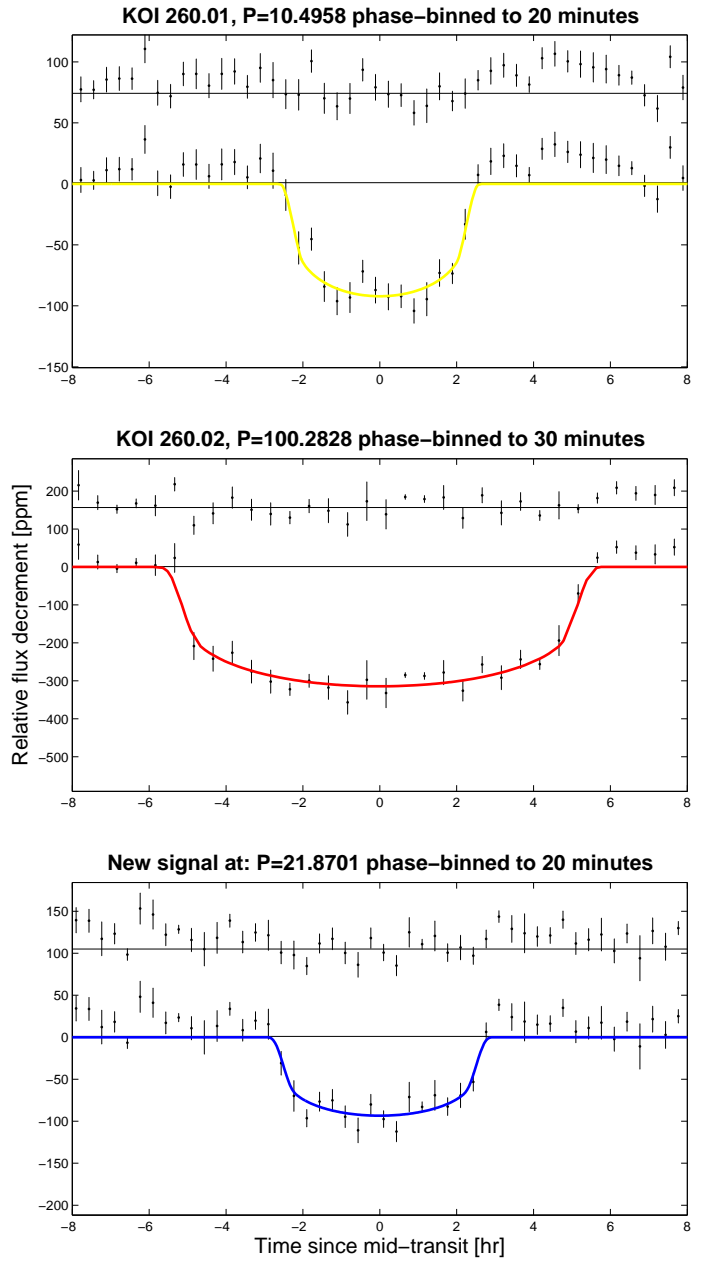 KOI 260.01, P=10.4958 phase−binned to 20 minutes
100
50
0
−50
−100
−150
−8 −6 −4 −2 0 2 4 6 8
KOI 260.02, P=100.2828 phase−binned to 30 minutes
200
100
0
−100
−200
−300
−400
−500
−8 −6 −4 −2 0 2 4 6 8
Relative flux decrement [ppm]
New signal at: P=21.8701 phase−binned to 20 minutes
150
100
50
0
−50
−100
−150
−200
−8 −6 −4 −2 0 2 4 6 8
Time since mid−transit [hr]